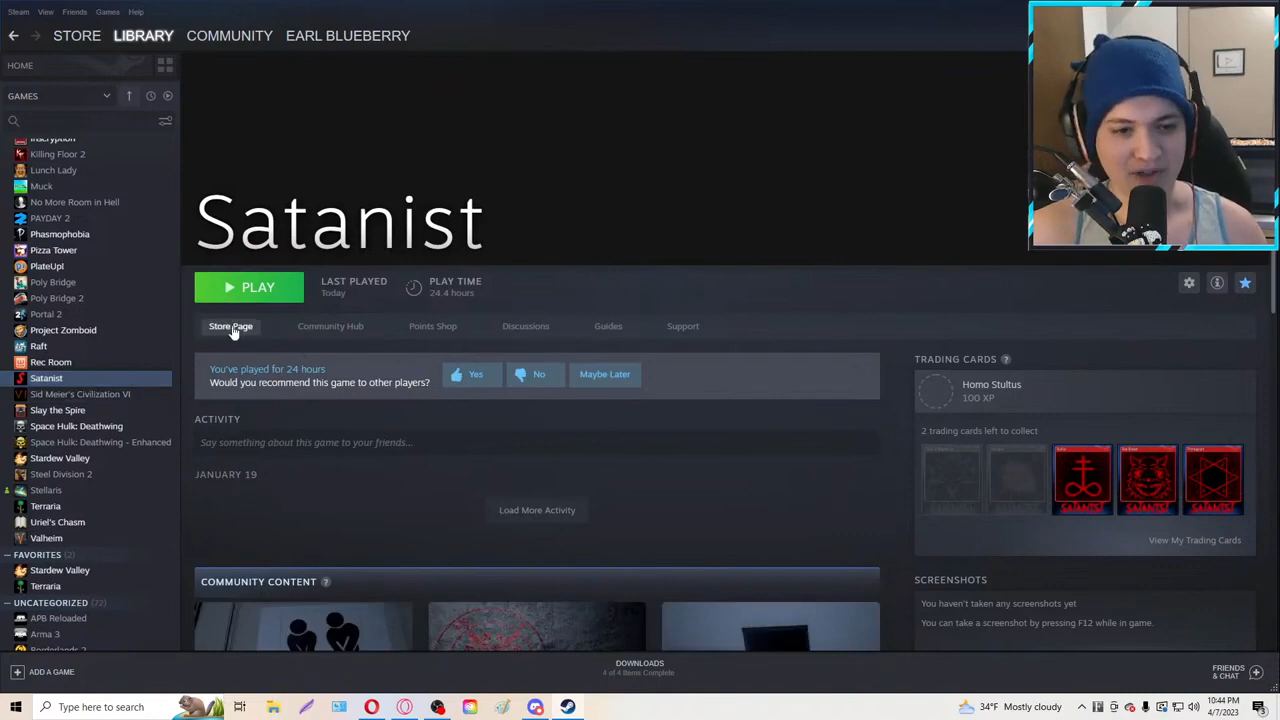 Steam View Friends Games Help
STORE LIBRARY COMMUNITY EARL BLUEBERRY
HOME
GAMES
Inscryption
Killing Floor 2
Lunch Lady
Muck
No More Room in Hell
PAYDAY 2
Phasmophobia
Pizza Tower
PlateUp!
Poly Bridge
Poly Bridge 2
Portal 2
Project Zomboid
Raft
Rec Room
Satanist
Sid Meier's Civilization VI
Slay the Spire
Space Hulk: Deathwing
Space Hulk: Deathwing - Enhanced
Stardew Valley
Steel Division 2
Stellaris
Terraria
Uriel's Chasm
Valheim
FAVORITES (2)
Stardew Valley
Terraria
UNCATEGORIZED (72)
APB Reloaded
Arma 3
Borderlands 2
ADD A GAME
Satanist
PLAY
LAST PLAYED
Today
PLAY TIME
24.4 hours
Store Page Community Hub Points Shop Discussions Guides Support
You've played for 24 hours
Would you recommend this game to other players?
Yes No Maybe Later
ACTIVITY
Say something about this game to your friends...
JANUARY 19
Load More Activity
COMMUNITY CONTENT ?
TRADING CARDS ?
Homo Stultus
100 XP
2 trading cards left to collect
SATANIST SATANIST SATANIST
View My Trading Cards
SCREENSHOTS
You haven't taken any screenshots yet
You can take a screenshot by pressing F12 while in game.
DOWNLOADS
4 of 4 Items Complete
FRIENDS
& CHAT
Type here to search
34°F Mostly cloudy
10:44 PM
4/7/2023
3